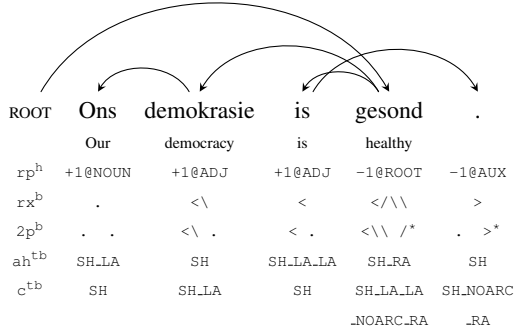 ROOT Ons demokrasie is gesond .
Our democracy is healthy
rp^h +1@NOUN +1@ADJ +1@ADJ -1@ROOT -1@AUX
rx^b . <\ < </\\ >
2p^b . . <\ . < . <\\ /* . >*
ah^tb SH_LA SH SH_LA_LA SH_RA SH
c^tb SH SH_LA SH SH_LA_LA SH_NOARC
_NOARC_RA _RA